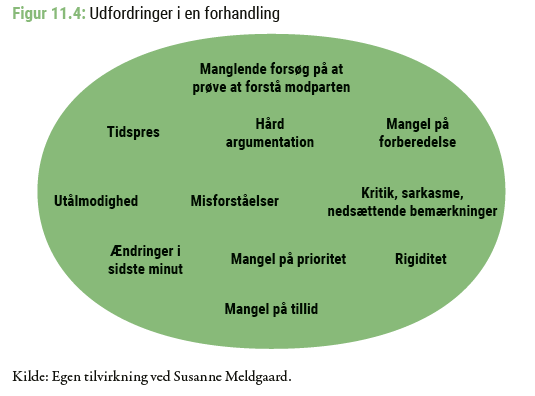 Figur 11.4: Udfordringer i en forhandling
Manglende forsøg på at
prøve at forstå modparten
Tidspres
Hård
argumentation
Mangel på
forberedelse
Utålmodighed
Misforståelser
Kritik, sarkasme,
nedsættende bemærkninger
Ændringer i
sidste minut
Mangel på prioritet
Rigiditet
Mangel på tillid
Kilde: Egen tilvirkning ved Susanne Meldgaard.